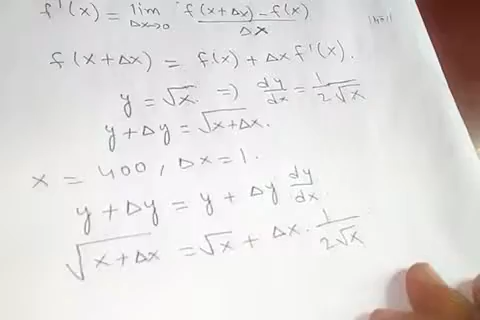 f'(x) = lim Δx→0 f(x+Δx) - f(x) / Δx
f(x+Δx) = f(x) + Δx f'(x).
y = √x. ⇒ dy/dx = 1/2√x
y+Δy = √x+Δx.
x = 400, Δx = 1.
y+Δy = y + Δy dy/dx
√x+Δx = √x + Δx. 1/2√x